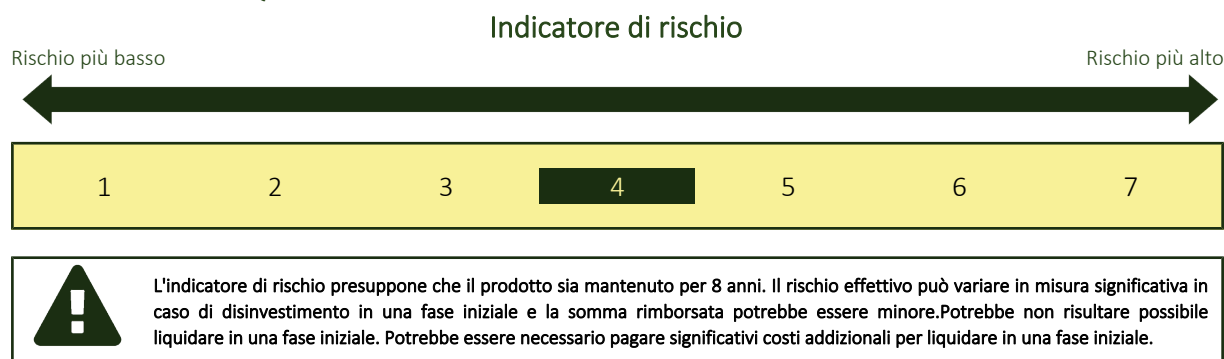 Indicatore di rischio
Rischio più basso
Rischio più alto
1 2 3 4 5 6 7
L'indicatore di rischio presuppone che il prodotto sia mantenuto per 8 anni. Il rischio effettivo può variare in misura significativa in
caso di disinvestimento in una fase iniziale e la somma rimborsata potrebbe essere minore.Potrebbe non risultare possibile
liquidare in una fase iniziale. Potrebbe essere necessario pagare significativi costi addizionali per liquidare in una fase iniziale.